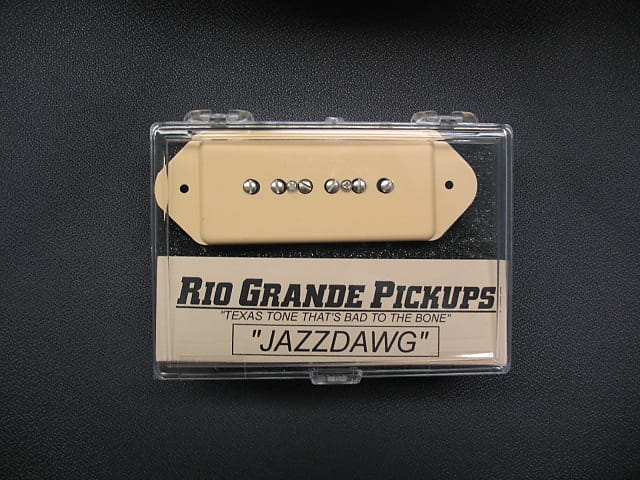 RIO GRANDE PICKUPS
"TEXAS TONE THAT'S BAD TO THE BONE"
"JAZZDAWG"